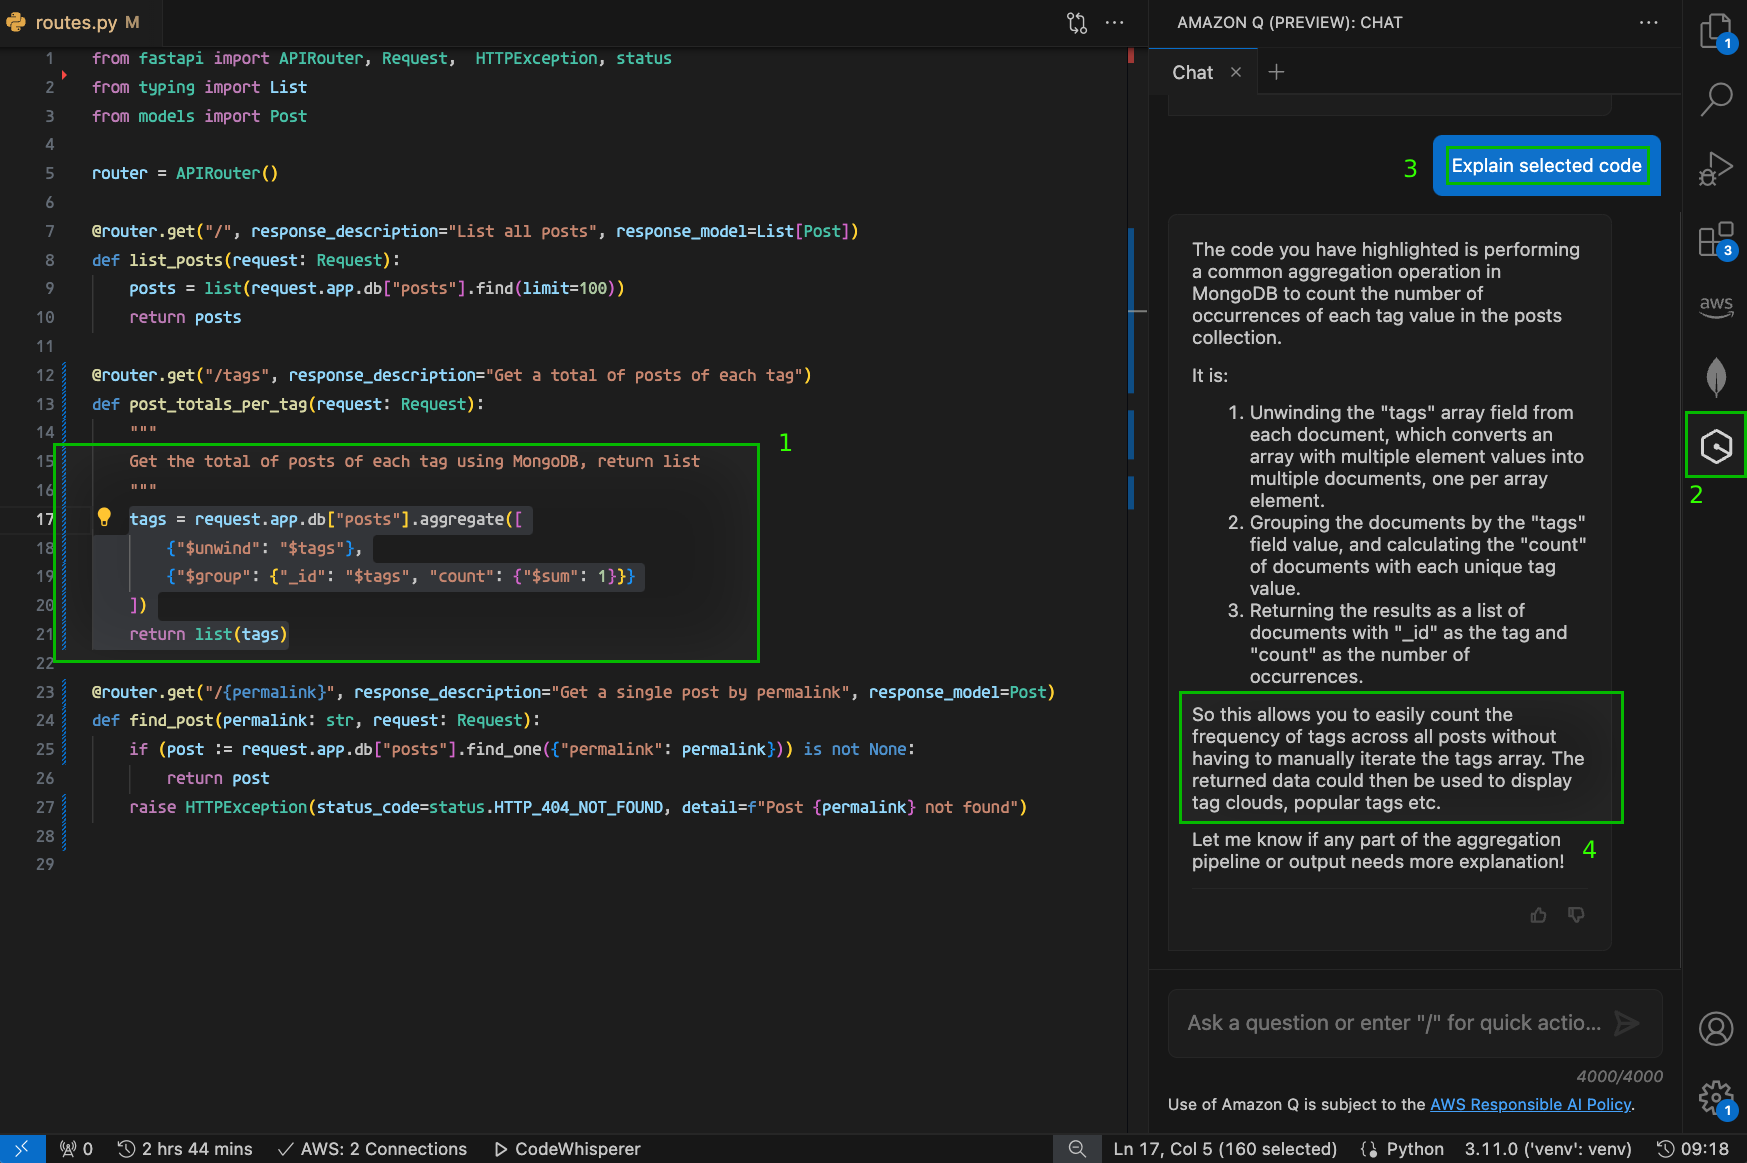 routes.py M
1 from fastapi import APIRouter, Request,  HTTPException, status
2 from typing import List
3 from models import Post
4
5 router = APIRouter()
6
7 @router.get("/", response_description="List all posts", response_model=List[Post])
8 def list_posts(request: Request):
9     posts = list(request.app.db["posts"].find(limit=100))
10     return posts
11
12 @router.get("/tags", response_description="Get a total of posts of each tag")
13 def post_totals_per_tag(request: Request):
14     """
15     Get the total of posts of each tag using MongoDB, return list
16     """
17     tags = request.app.db["posts"].aggregate([
18         {"$unwind": "$tags"},
19         {"$group": {"_id": "$tags", "count": {"$sum": 1}}}
20     ])
21     return list(tags)
22
23 @router.get("/{permalink}", response_description="Get a single post by permalink", response_model=Post)
24 def find_post(permalink: str, request: Request):
25     if (post := request.app.db["posts"].find_one({"permalink": permalink})) is not None:
26         return post
27     raise HTTPException(status_code=status.HTTP_404_NOT_FOUND, detail=f"Post {permalink} not found")
28
29
1
AMAZON Q (PREVIEW): CHAT
Chat
3
Explain selected code
The code you have highlighted is performing
a common aggregation operation in
MongoDB to count the number of
occurrences of each tag value in the posts
collection.
It is:
1. Unwinding the "tags" array field from
each document, which converts an
array with multiple element values into
multiple documents, one per array
element.
2. Grouping the documents by the "tags"
field value, and calculating the "count"
of documents with each unique tag
value.
3. Returning the results as a list of
documents with "_id" as the tag and
"count" as the number of
occurrences.
So this allows you to easily count the
frequency of tags across all posts without
having to manually iterate the tags array. The
returned data could then be used to display
tag clouds, popular tags etc.
Let me know if any part of the aggregation
pipeline or output needs more explanation!
4
Ask a question or enter "/" for quick actio...
4000/4000
Use of Amazon Q is subject to the AWS Responsible AI Policy.
1
3
aws
2
1
0
2 hrs 44 mins
AWS: 2 Connections
CodeWhisperer
Ln 17, Col 5 (160 selected)
Python
3.11.0 ('venv': venv)
09:18